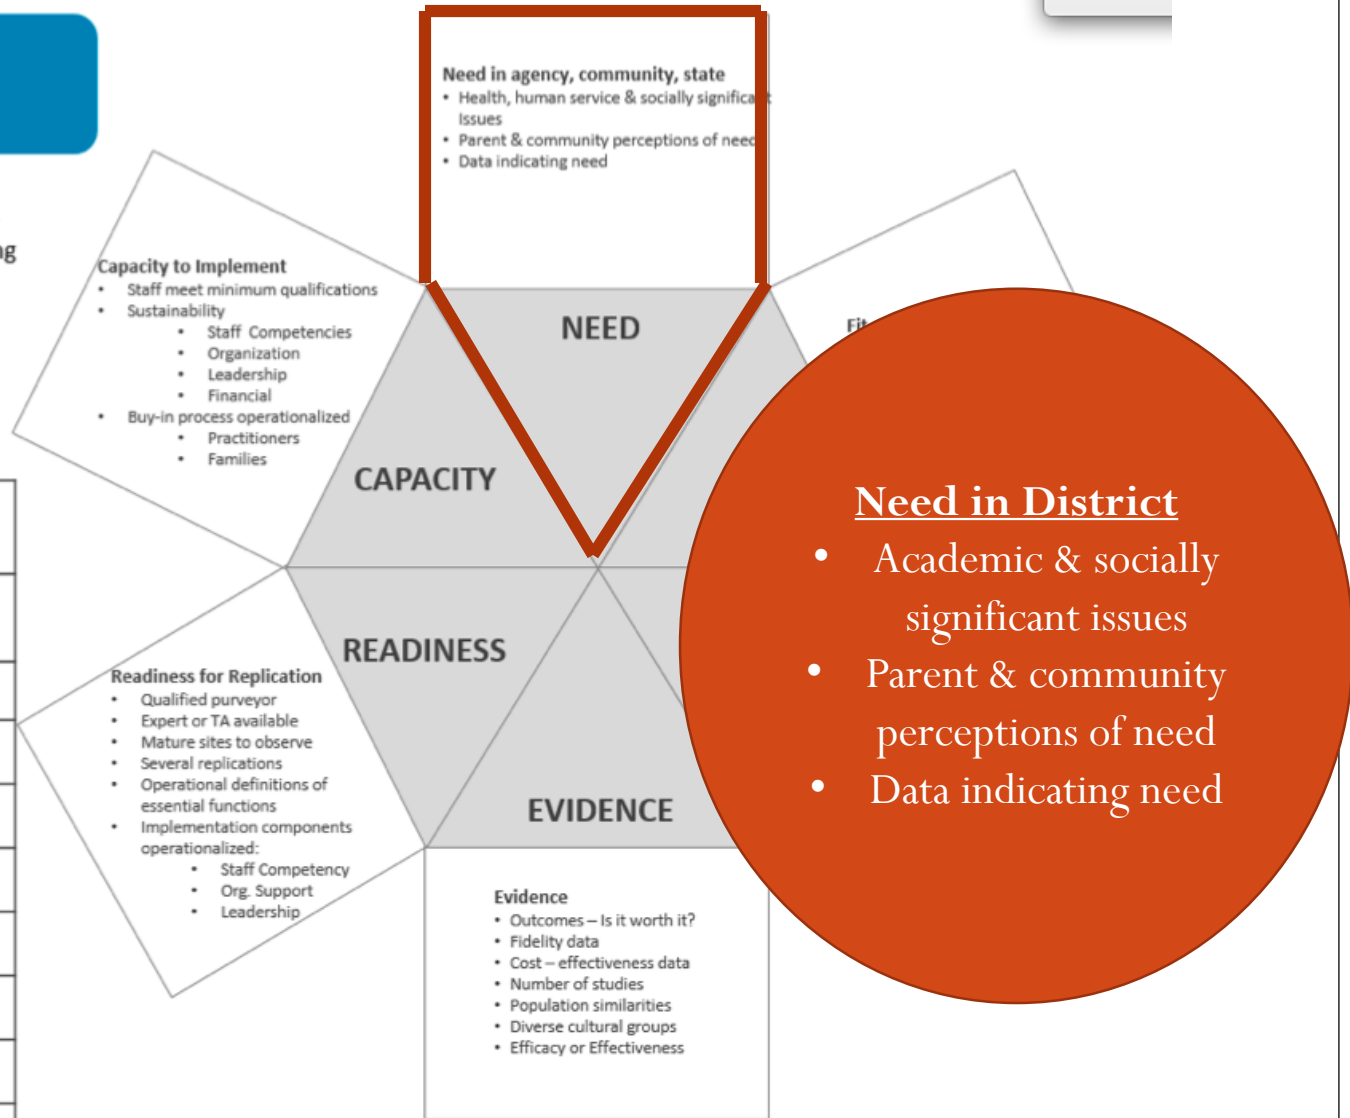 Need in agency, community, state
• Health, human service & socially significant
Issues
• Parent & community perceptions of need
• Data indicating need
Capacity to Implement
• Staff meet minimum qualifications
• Sustainability
• Staff Competencies
• Organization
• Leadership
• Financial
• Buy-in process operationalized
• Practitioners
• Families
NEED
Fit
CAPACITY
READINESS
EVIDENCE
Need in District
• Academic & socially
significant issues
• Parent & community
perceptions of need
• Data indicating need
Readiness for Replication
• Qualified purveyor
• Expert or TA available
• Mature sites to observe
• Several replications
• Operational definitions of
essential functions
• Implementation components
operationalized:
• Staff Competency
• Org. Support
• Leadership
Evidence
• Outcomes – Is it worth it?
• Fidelity data
• Cost – effectiveness data
• Number of studies
• Population similarities
• Diverse cultural groups
• Efficacy or Effectiveness